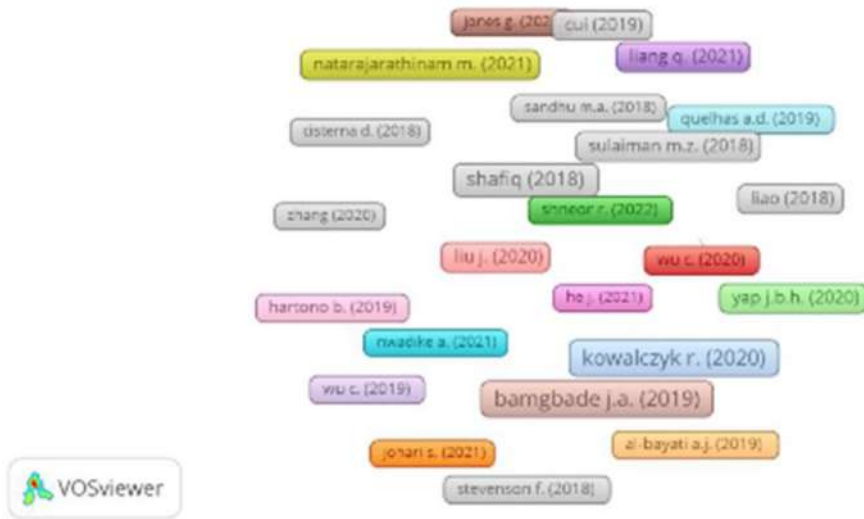 jones g.
cui (2019)
natarajarathinam m. (2021)
liang q. (2021)
sandhu m.a. (2018)
quelhas a.d. (2019)
cisterna d. (2018)
sulaiman m.z. (2018)
shafiq (2018)
liao (2018)
zhang (2020)
shneor r. (2022)
liu j. (2020)
wu c. (2020)
hartono b. (2019)
he j. (2021)
yap j.b.h. (2020)
nwadike a. (2021)
kowalczyk r. (2020)
wu c. (2019)
bamgbade j.a. (2019)
johari s. (2021)
al-bayati a.j. (2019)
stevenson f. (2018)
VOSviewer